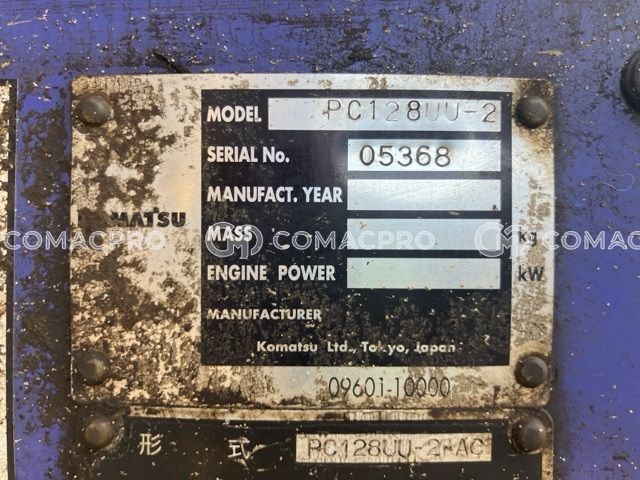 MODEL PC128UU-2
SERIAL No. 05368
MANUFACT. YEAR
KOMATSU
MASS kg
COMACPRO COMACPRO COMACPRO
ENGINE POWER kW
MANUFACTURER
Komatsu Ltd., Tokyo, Japan
09601-10000
形 式 PC128UU-2-AC